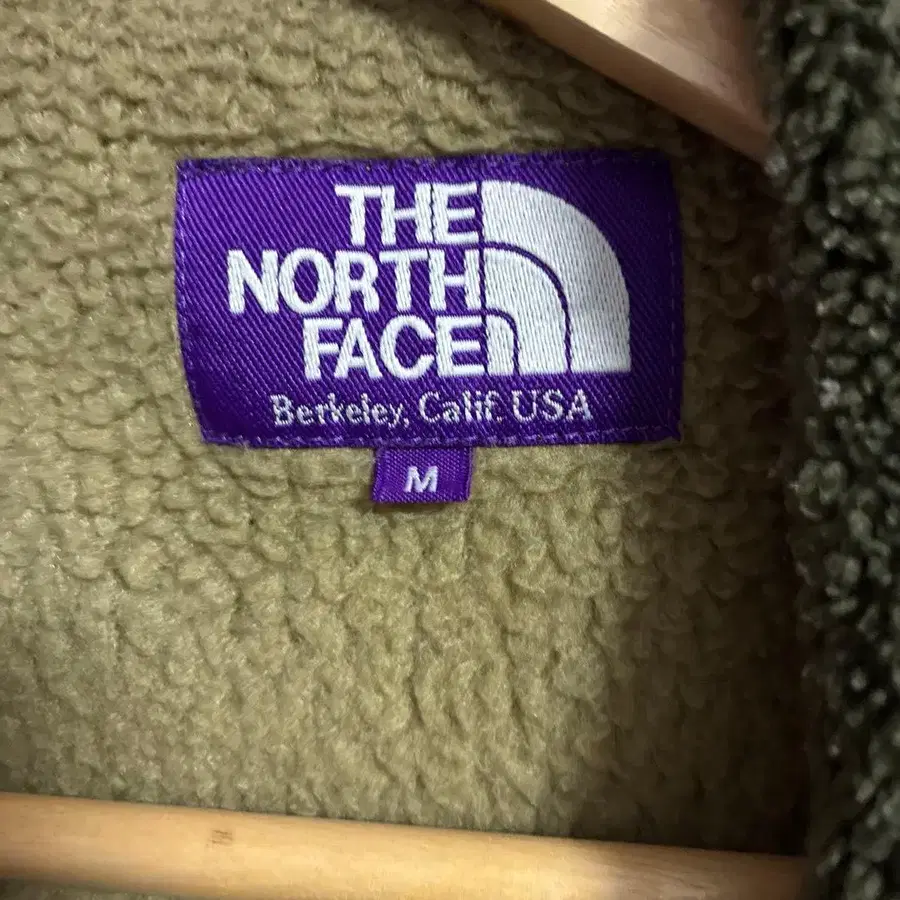 THE
NORTH
FACE
Berkeley, Calif. USA
M